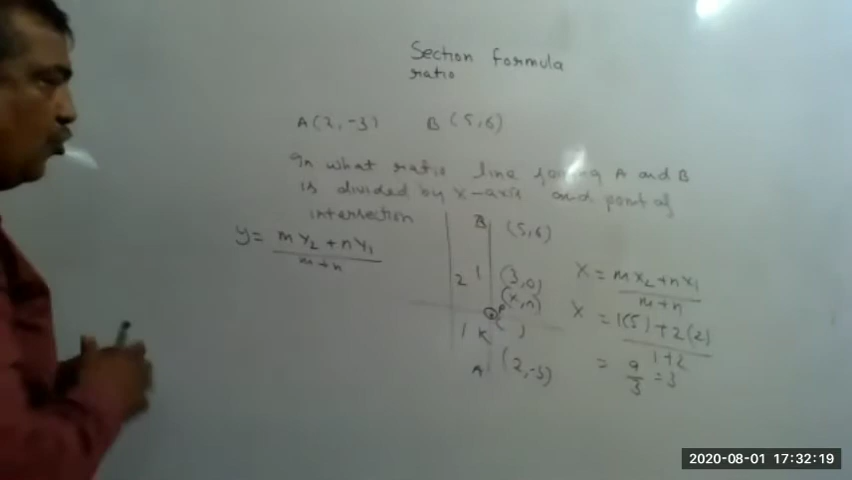 Section formula
ratio
A(2,-3) B(5,6)
In what ratio line joining A and B
is divided by x-axis and point of
intersection
y = my₂+ny₁
m+n
B (5,6)
2 1 (3,0)
(x,n)
P
1 K ( )
A (2,-3)
X = mx₂+nx₁
m+n
X = 1(5)+2(2)
1+2
= 9
3 = 3
2020-08-01 17:32:19